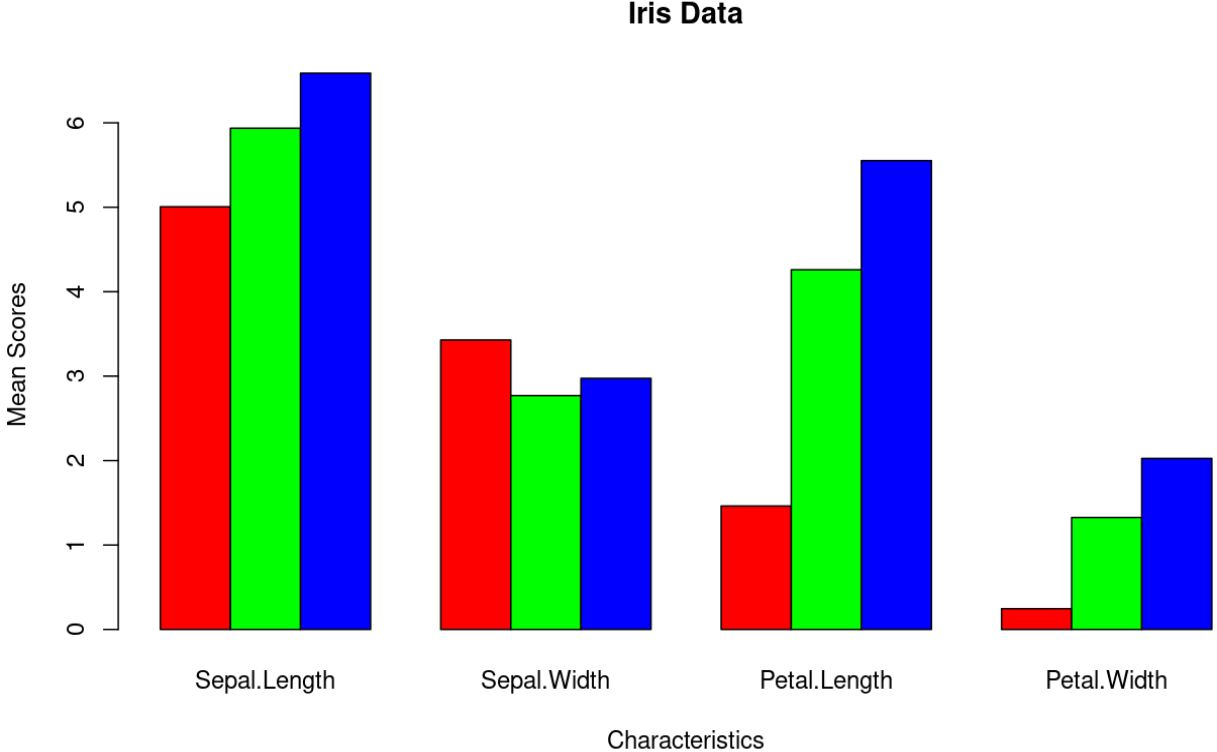 Iris Data
Mean Scores
6
5
4
3
2
1
0
Sepal.Length Sepal.Width Petal.Length Petal.Width
Characteristics